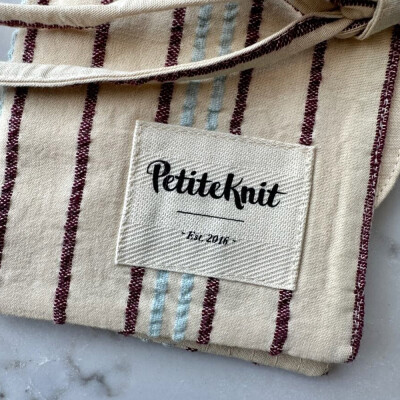 PetiteKnit
- Est. 2016 -